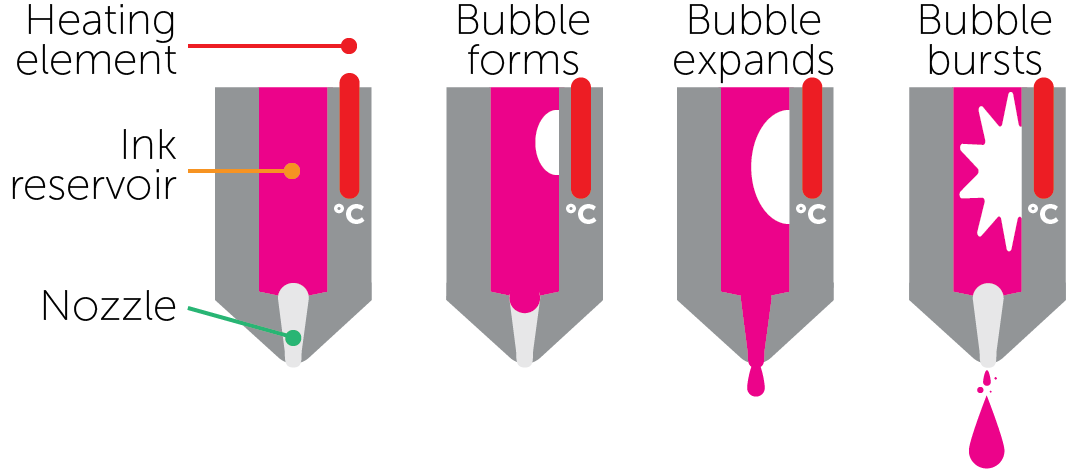 Heating
element
Ink
reservoir
Nozzle
°C
Bubble
forms
°C
Bubble
expands
°C
Bubble
bursts
°C